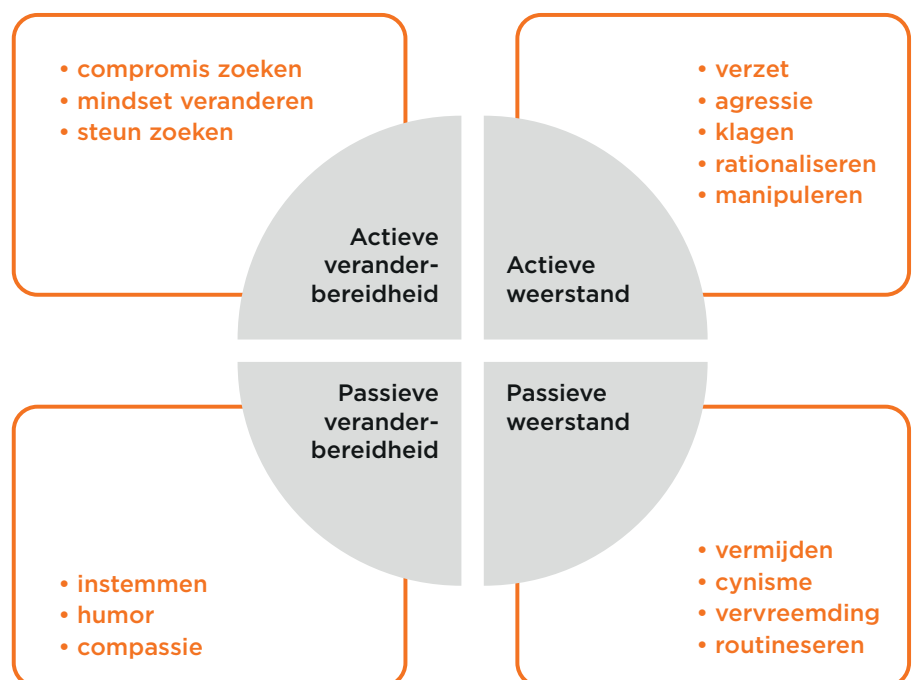 • compromis zoeken
• mindset veranderen
• steun zoeken
• verzet
• agressie
• klagen
• rationaliseren
• manipuleren
Actieve
verander-
bereidheid
Actieve
weerstand
Passieve
verander-
bereidheid
Passieve
weerstand
• instemmen
• humor
• compassie
• vermijden
• cynisme
• vervreemding
• routineseren